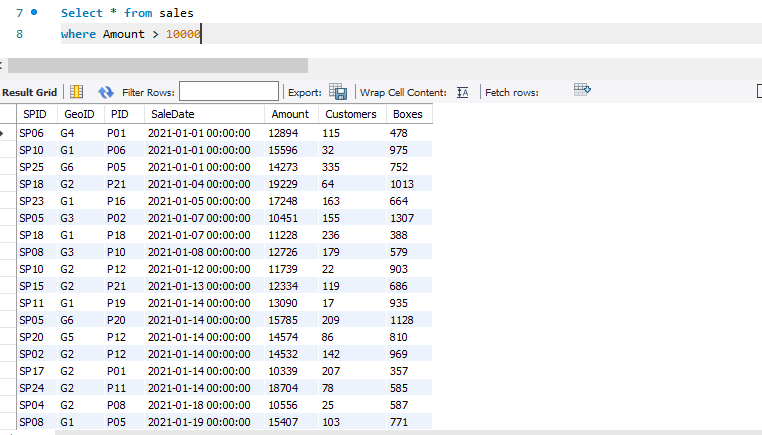 7 Select * from sales
8 where Amount > 10000
Result Grid Filter Rows: Export: Wrap Cell Content: IA Fetch rows:
SPID GeoID PID SaleDate Amount Customers Boxes
SP06 G4 P01 2021-01-01 00:00:00 12894 115 478
SP10 G1 P06 2021-01-01 00:00:00 15596 32 975
SP25 G6 P05 2021-01-01 00:00:00 14273 335 752
SP18 G2 P21 2021-01-04 00:00:00 19229 64 1013
SP23 G1 P16 2021-01-05 00:00:00 17248 163 664
SP05 G3 P02 2021-01-07 00:00:00 10451 155 1307
SP18 G1 P18 2021-01-07 00:00:00 11228 236 388
SP08 G3 P10 2021-01-08 00:00:00 12726 179 579
SP10 G2 P12 2021-01-12 00:00:00 11739 22 903
SP15 G2 P21 2021-01-13 00:00:00 12334 119 686
SP11 G1 P19 2021-01-14 00:00:00 13090 17 935
SP05 G6 P20 2021-01-14 00:00:00 15785 209 1128
SP20 G5 P12 2021-01-14 00:00:00 14574 86 810
SP02 G2 P12 2021-01-14 00:00:00 14532 142 969
SP17 G2 P01 2021-01-14 00:00:00 10339 207 357
SP24 G2 P11 2021-01-14 00:00:00 18704 78 585
SP04 G2 P08 2021-01-18 00:00:00 10556 25 587
SP08 G1 P05 2021-01-19 00:00:00 15407 103 771